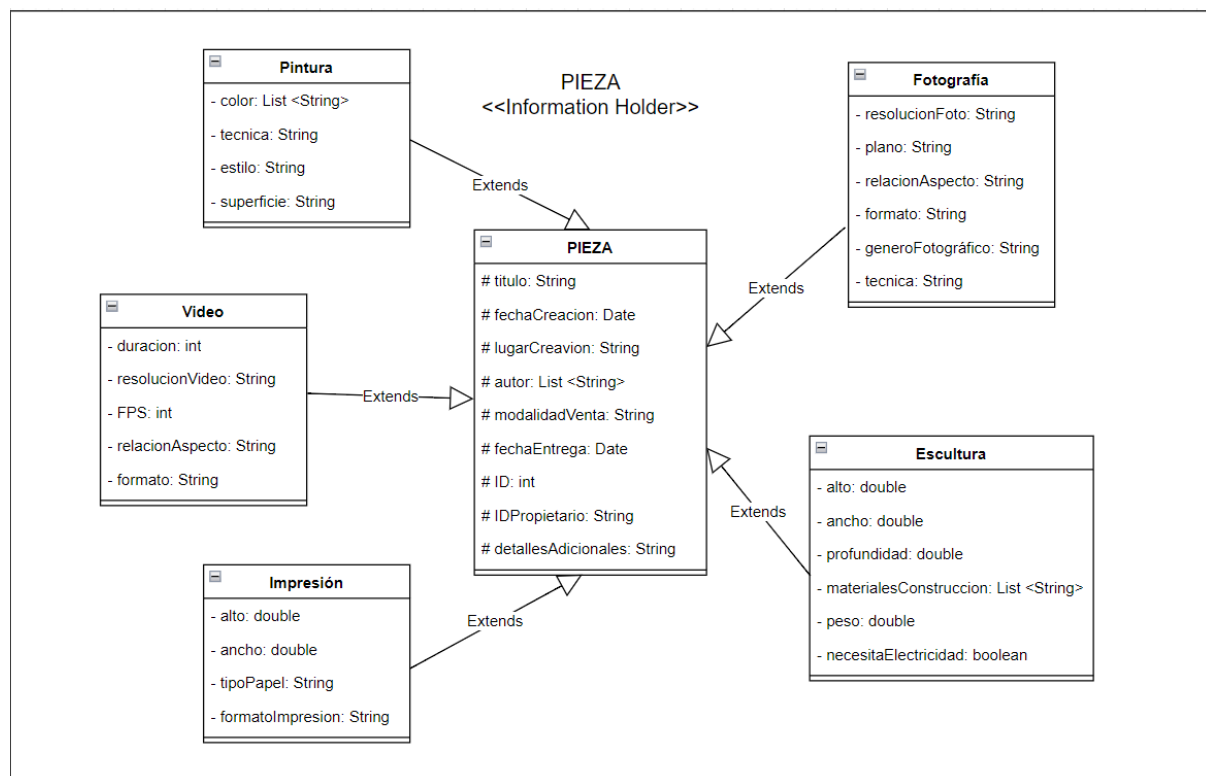 Pintura
- color: List <String>
- tecnica: String
- estilo: String
- superficie: String
PIEZA
<<Information Holder>>
Fotografía
- resolucionFoto: String
- plano: String
- relacionAspecto: String
- formato: String
- generoFotográfico: String
- tecnica: String
Extends
Extends
Video
- duracion: int
- resolucionVideo: String
- FPS: int
- relacionAspecto: String
- formato: String
Extends
PIEZA
# titulo: String
# fechaCreacion: Date
# lugarCreavion: String
# autor: List <String>
# modalidadVenta: String
# fechaEntrega: Date
# ID: int
# IDPropietario: String
# detallesAdicionales: String
Extends
Escultura
- alto: double
- ancho: double
- profundidad: double
- materialesConstruccion: List <String>
- peso: double
- necesitaElectricidad: boolean
Impresión
- alto: double
- ancho: double
- tipoPapel: String
- formatoImpresion: String
Extends